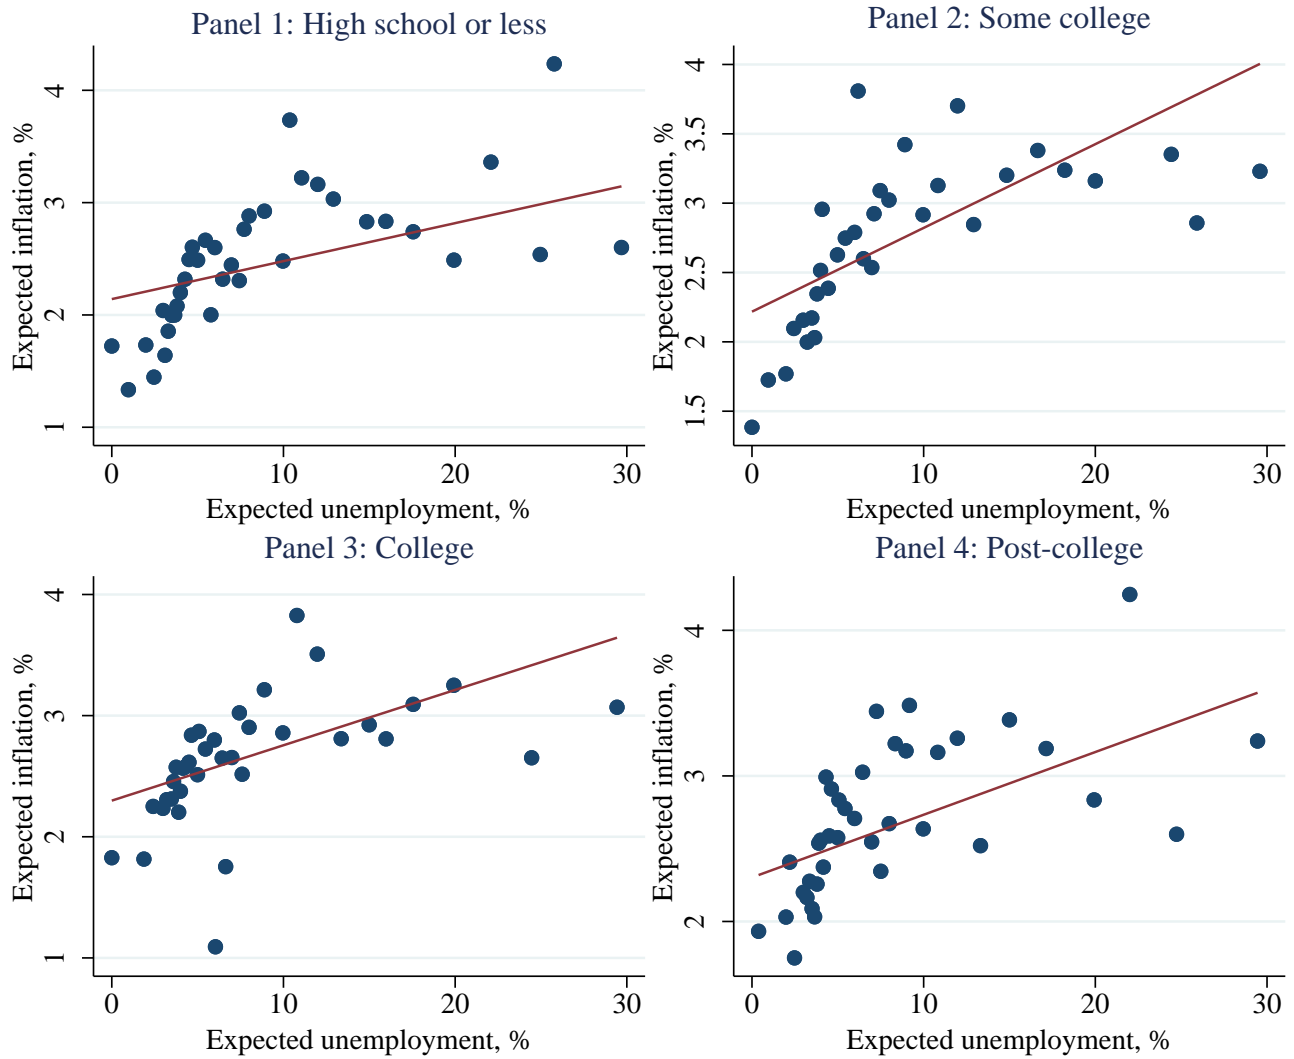 Panel 1: High school or less
Expected inflation, %
4
3
2
1
0 10 20 30
Expected unemployment, %
Panel 2: Some college
Expected inflation, %
4
3.5
3
2.5
2
1.5
0 10 20 30
Expected unemployment, %
Panel 3: College
Expected inflation, %
4
3
2
1
0 10 20 30
Expected unemployment, %
Panel 4: Post-college
Expected inflation, %
4
3
2
0 10 20 30
Expected unemployment, %